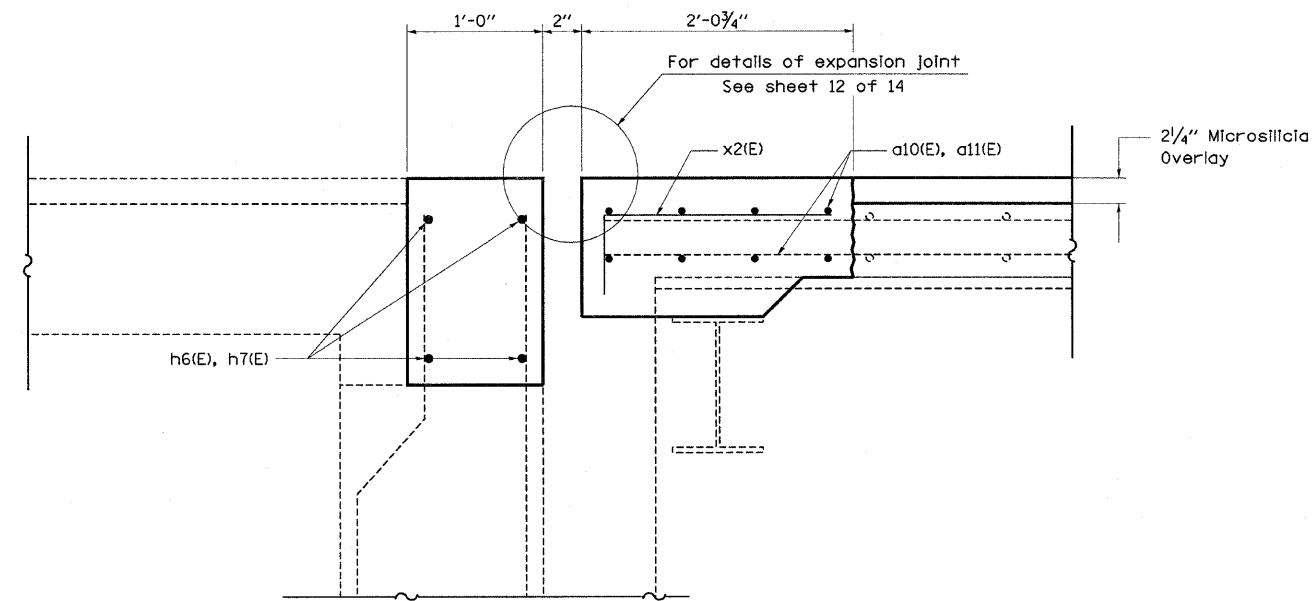 1'-0"
2"
2'-0¾"
For details of expansion joint
See sheet 12 of 14
x2(E)
a10(E), a11(E)
2¼" Microsilicia
Overlay
h6(E), h7(E)